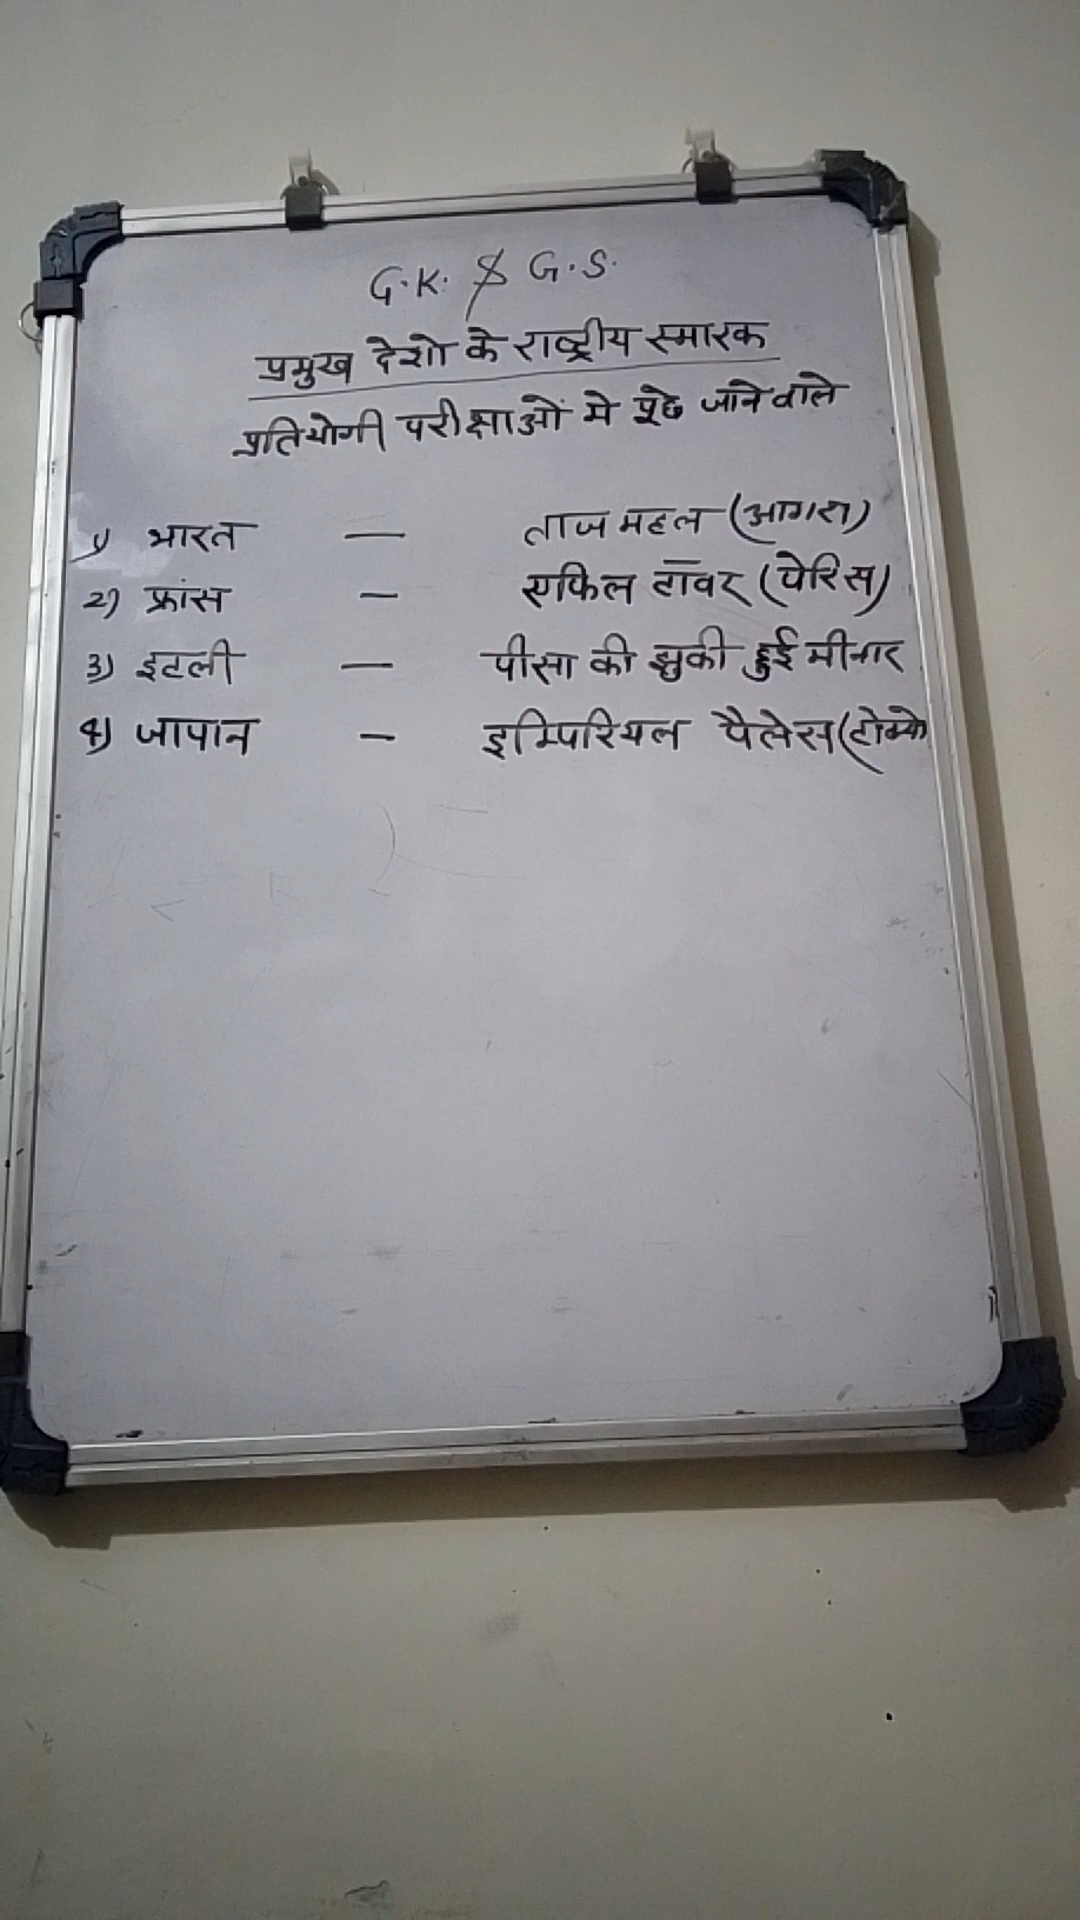 G.K. & G.S.
प्रमुख देशो के राष्ट्रीय स्मारक
प्रतियोगी परीक्षाओं मे पूछे जाने वाले
1) भारत — ताज महल (आगरा)
2) फ्रांस — एफिल टॉवर (पेरिस)
3) इटली — पीसा की झुकी हुई मीनार
4) जापान — इम्पिरियल पैलेस (टोक्यो